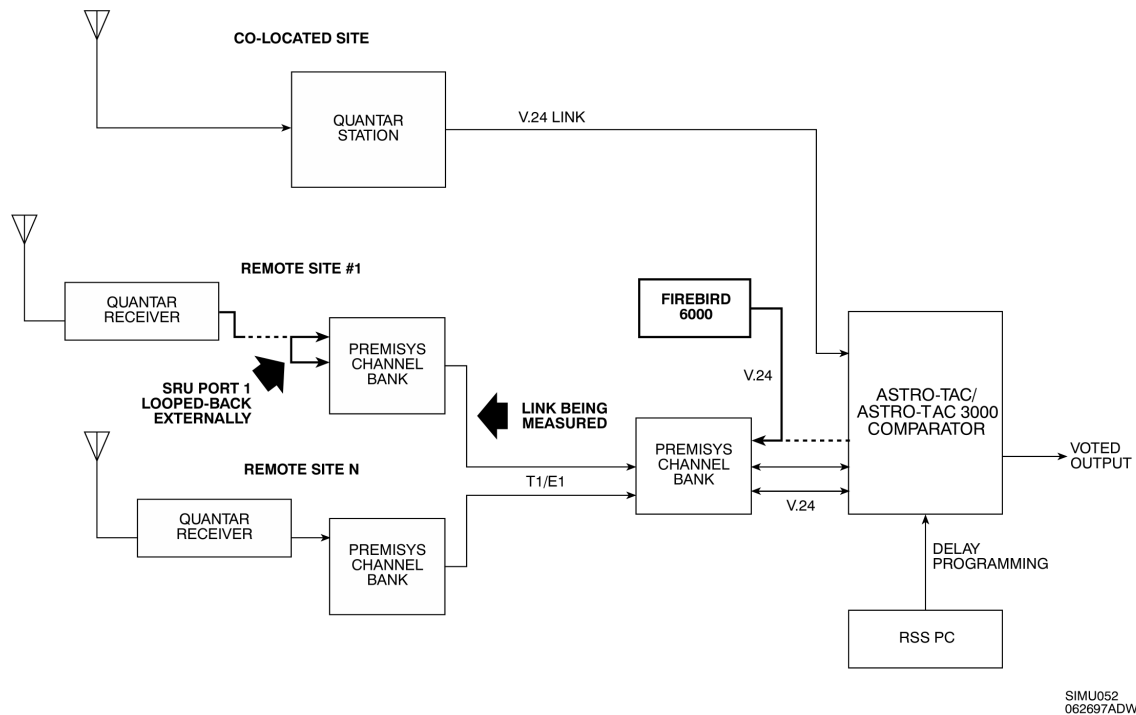 CO-LOCATED SITE
QUANTAR
STATION
V.24 LINK
REMOTE SITE #1
QUANTAR
RECEIVER
PREMISYS
CHANNEL
BANK
SRU PORT 1
LOOPED-BACK
EXTERNALLY
LINK BEING
MEASURED
FIREBIRD
6000
V.24
ASTRO-TAC/
ASTRO-TAC 3000
COMPARATOR
VOTED
OUTPUT
PREMISYS
CHANNEL
BANK
V.24
REMOTE SITE N
T1/E1
QUANTAR
RECEIVER
PREMISYS
CHANNEL
BANK
DELAY
PROGRAMMING
RSS PC
SIMU052
062697ADW